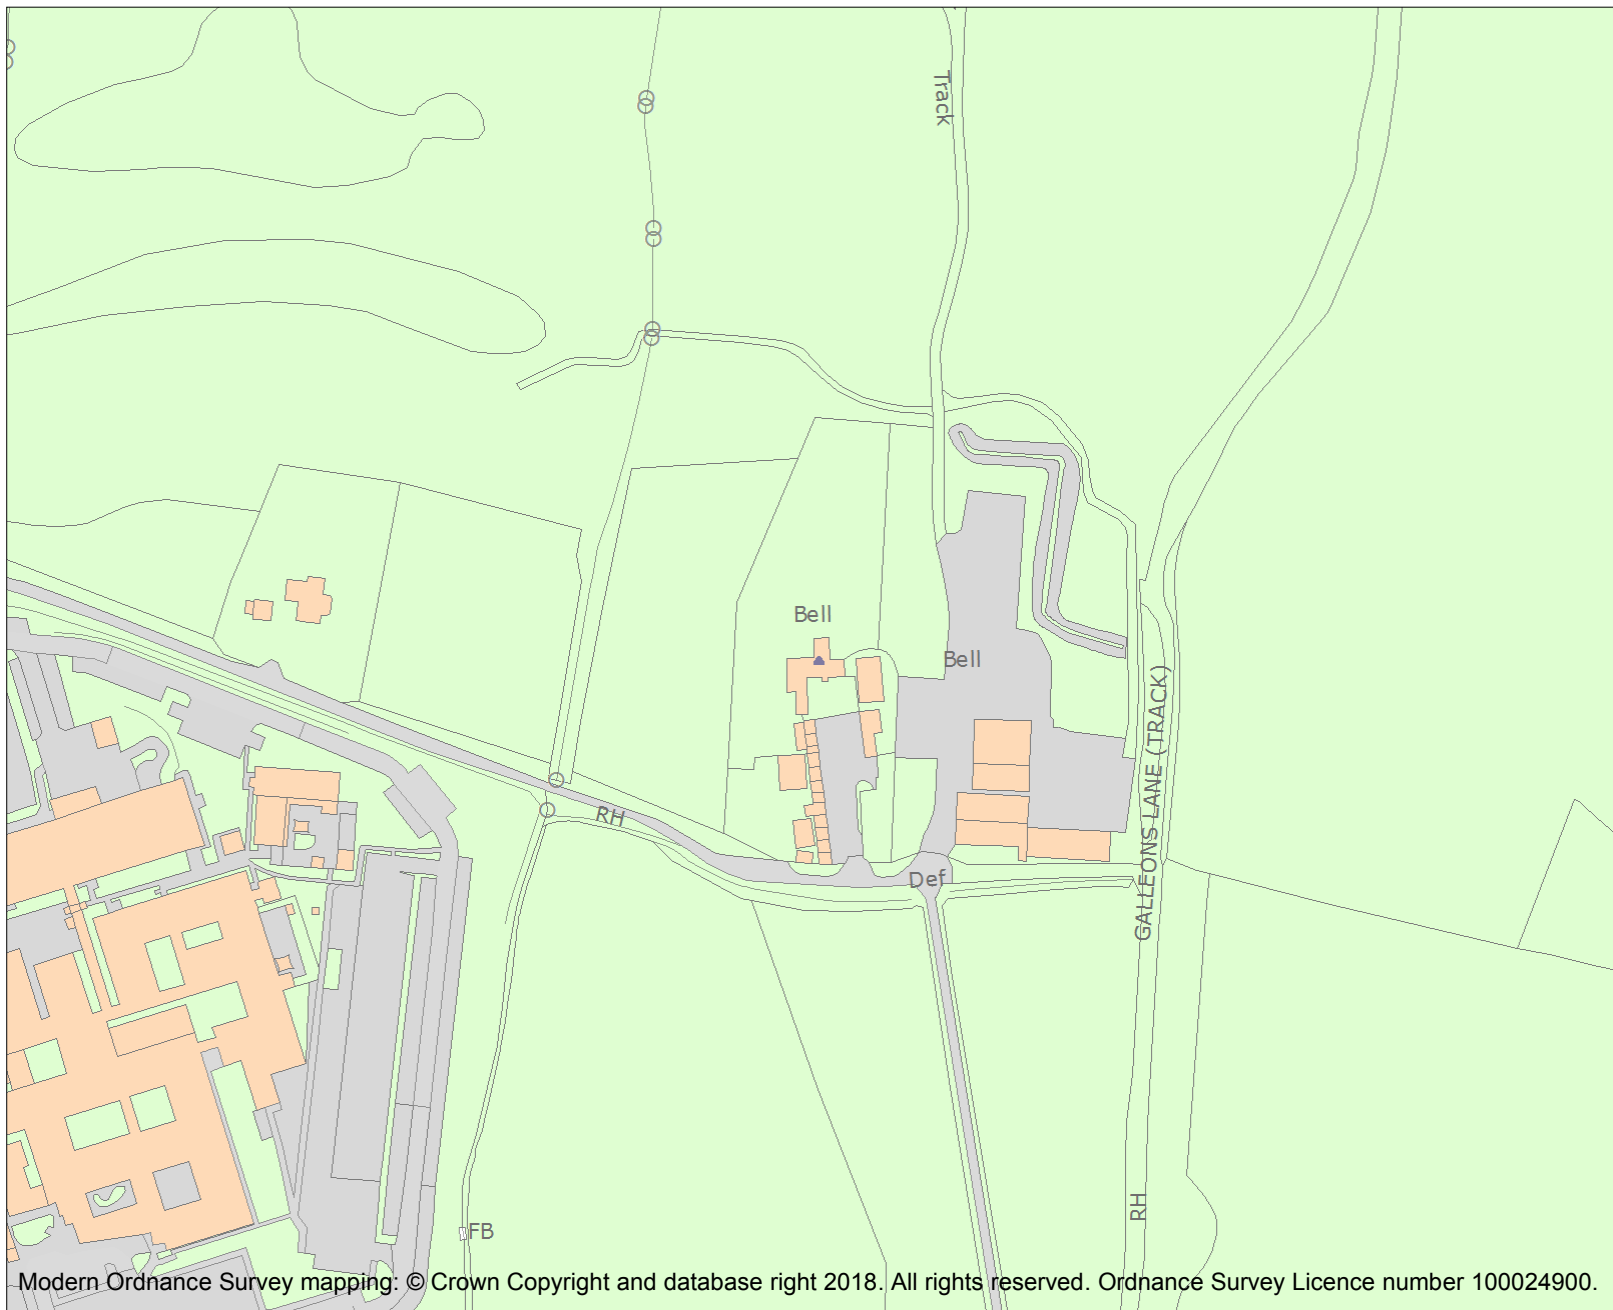 Track
Bell
Bell
GALLEONS LANE (TRACK)
RH
Def
RH
FB
Modern Ordnance Survey mapping: © Crown Copyright and database right 2018. All rights reserved. Ordnance Survey Licence number 100024900.